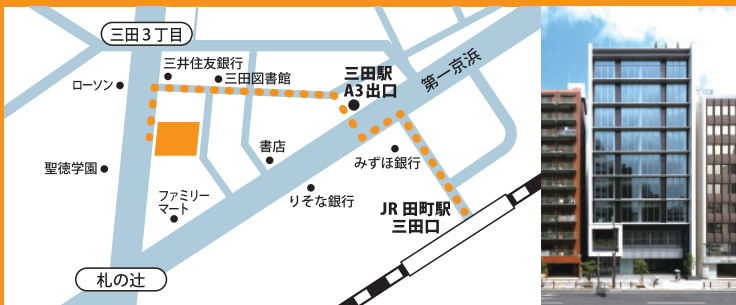 三田3丁目
三井住友銀行
三田図書館
ローソン
三田駅
A3出口
第一京浜
書店
みずほ銀行
聖徳学園
ファミリー
マート
りそな銀行
JR 田町駅
三田口
札の辻